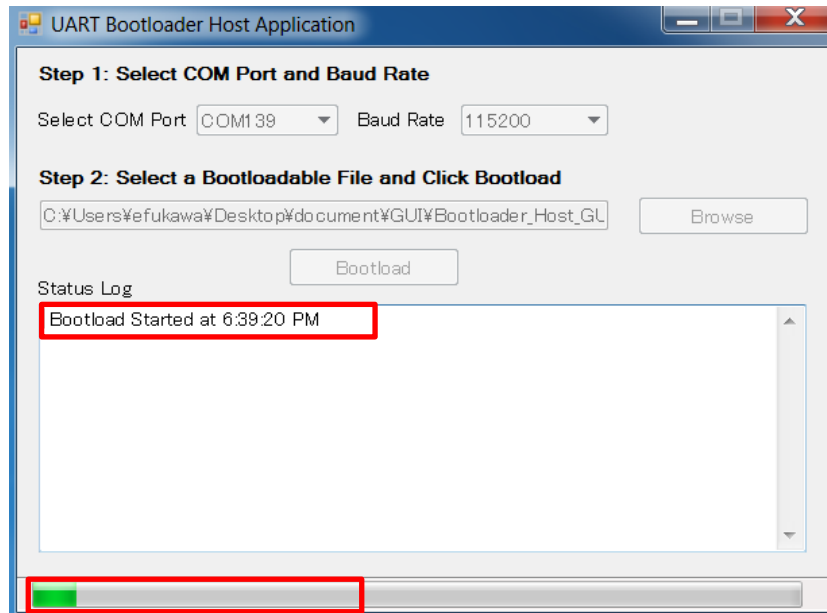 UART Bootloader Host Application
Step 1: Select COM Port and Baud Rate
Select COM Port COM139 Baud Rate 115200
Step 2: Select a Bootloadable File and Click Bootload
C:¥Users¥efukawa¥Desktop¥document¥GUI¥Bootloader_Host_GU Browse
Bootload
Status Log
Bootload Started at 6:39:20 PM